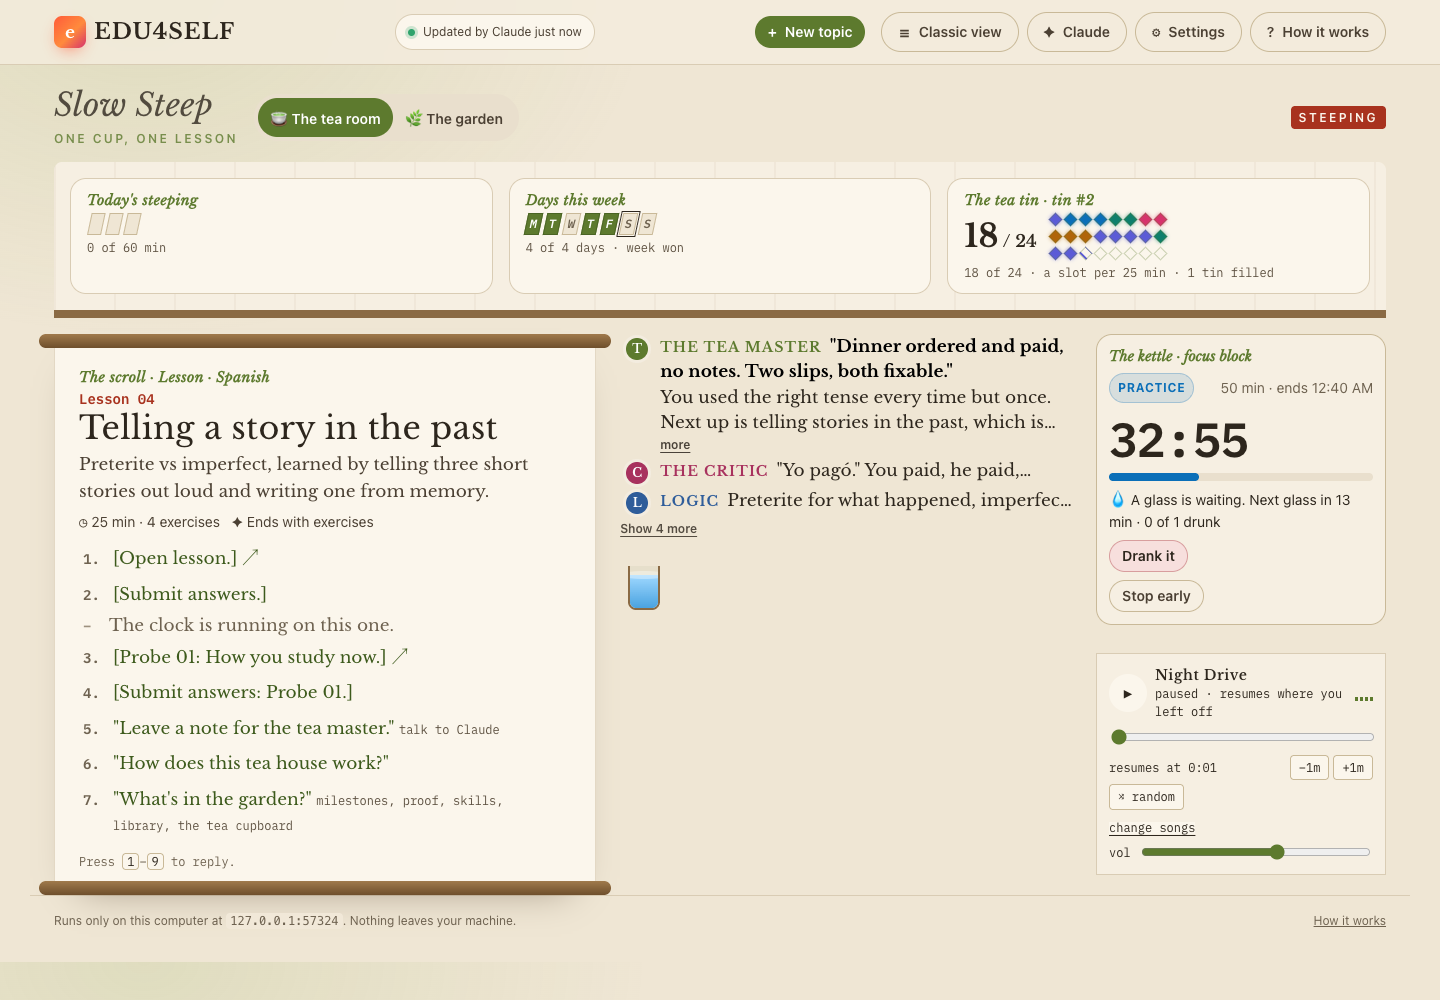 e EDU4SELF
Updated by Claude just now
+ New topic
≡ Classic view
✦ Claude
⚙ Settings
? How it works
Slow Steep
ONE CUP, ONE LESSON
🍵 The tea room
🌿 The garden
STEEPING
Today's steeping
0 of 60 min
Days this week
M T W T F S S
4 of 4 days · week won
The tea tin · tin #2
18 / 24
18 of 24 · a slot per 25 min · 1 tin filled
The scroll · Lesson · Spanish
Lesson 04
Telling a story in the past
Preterite vs imperfect, learned by telling three short
stories out loud and writing one from memory.
◷ 25 min · 4 exercises ✦ Ends with exercises
1. [Open lesson.] ↗
2. [Submit answers.]
– The clock is running on this one.
3. [Probe 01: How you study now.] ↗
4. [Submit answers: Probe 01.]
5. "Leave a note for the tea master." talk to Claude
6. "How does this tea house work?"
7. "What's in the garden?" milestones, proof, skills,
library, the tea cupboard
Press 1–9 to reply.
T THE TEA MASTER "Dinner ordered and paid,
no notes. Two slips, both fixable."
You used the right tense every time but once.
Next up is telling stories in the past, which is…
more
C THE CRITIC "Yo pagó." You paid, he paid,…
L LOGIC Preterite for what happened, imperfec…
Show 4 more
The kettle · focus block
PRACTICE
50 min · ends 12:40 AM
32:55
💧 A glass is waiting. Next glass in 13
min · 0 of 1 drunk
Drank it
Stop early
▶ Night Drive
paused · resumes where you
left off
resumes at 0:01
−1m
+1m
⤨ random
change songs
vol
Runs only on this computer at 127.0.0.1:57324. Nothing leaves your machine.
How it works